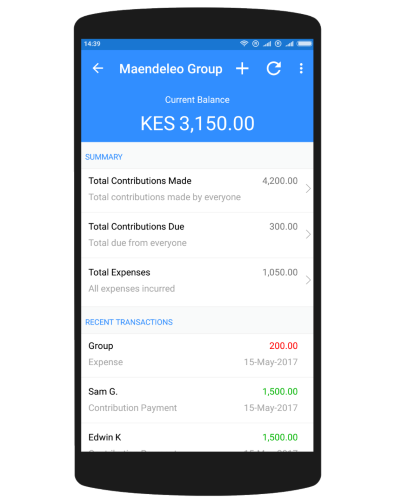 14:39
Maendeleo Group
Current Balance
KES 3,150.00
SUMMARY
Total Contributions Made 4,200.00
Total contributions made by everyone
Total Contributions Due 300.00
Total due from everyone
Total Expenses 1,050.00
All expenses incurred
RECENT TRANSACTIONS
Group 200.00
Expense 15-May-2017
Sam G. 1,500.00
Contribution Payment 15-May-2017
Edwin K 1,500.00